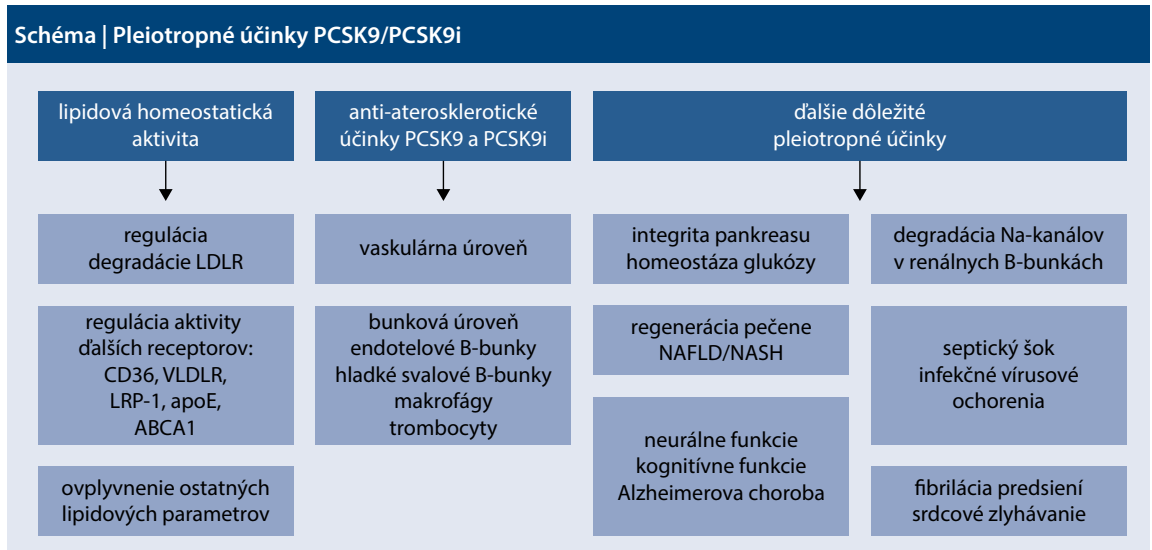 Schéma | Pleiotropné účinky PCSK9/PCSK9i
lipidová homeostatická
aktivita
regulácia
degradácie LDLR
regulácia aktivity
ďalších receptorov:
CD36, VLDLR,
LRP-1, apoE,
ABCA1
ovplyvnenie ostatných
lipidových parametrov
anti-aterosklerotické
účinky PCSK9 a PCSK9i
vaskulárna úroveň
bunková úroveň
endotelové B-bunky
hladké svalové B-bunky
makrofágy
trombocyty
ďalšie dôležité
pleiotropné účinky
integrita pankreasu
homeostáza glukózy
regenerácia pečene
NAFLD/NASH
neurálne funkcie
kognitívne funkcie
Alzheimerova choroba
degradácia Na-kanálov
v renálnych B-bunkách
septický šok
infekčné vírusové
ochorenia
fibrilácia predsiení
srdcové zlyhávanie